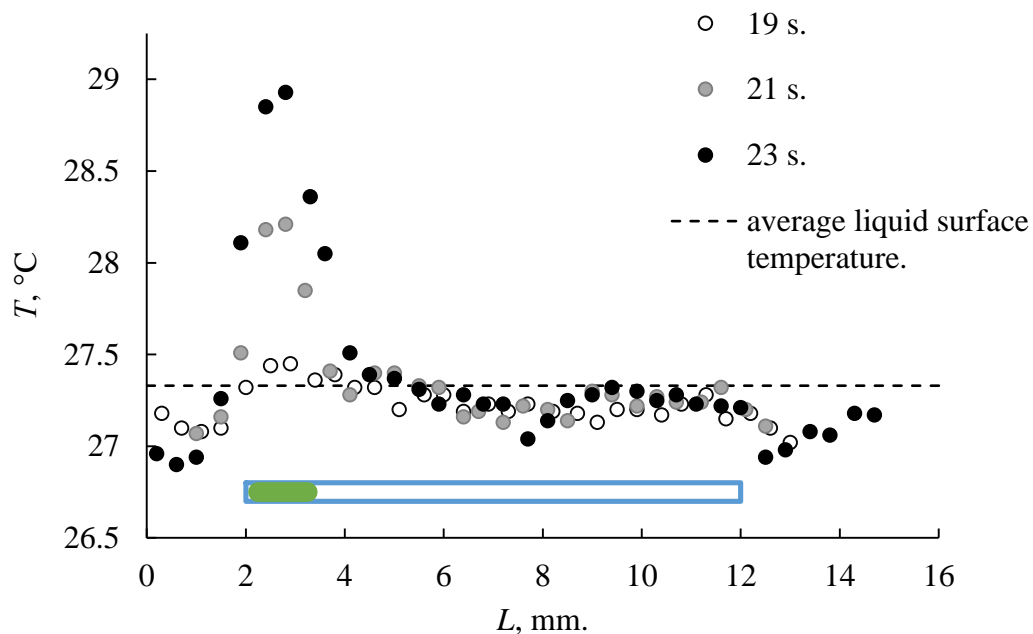 19 s.
21 s.
23 s.
average liquid surface
temperature.
29
28.5
28
27.5
27
26.5
T, °C
0 2 4 6 8 10 12 14 16
L, mm.